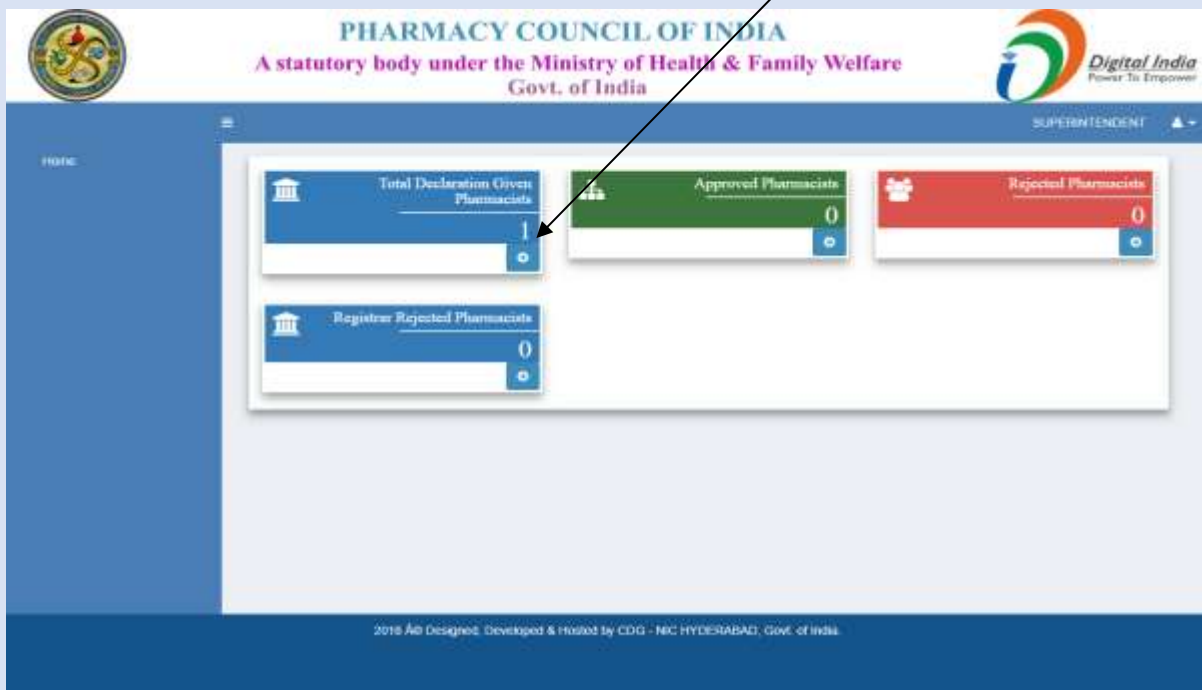 PHARMACY COUNCIL OF INDIA
A statutory body under the Ministry of Health & Family Welfare
Govt. of India
Digital India
Power To Empower
SUPERINTENDENT
Home
Total Declaration Given
Pharmacists
1
Approved Pharmacists
0
Rejected Pharmacists
0
Registrar Rejected Pharmacists
0
2018 Â© Designed, Developed & Hosted by CDG - NIC HYDERABAD, Govt. of India.